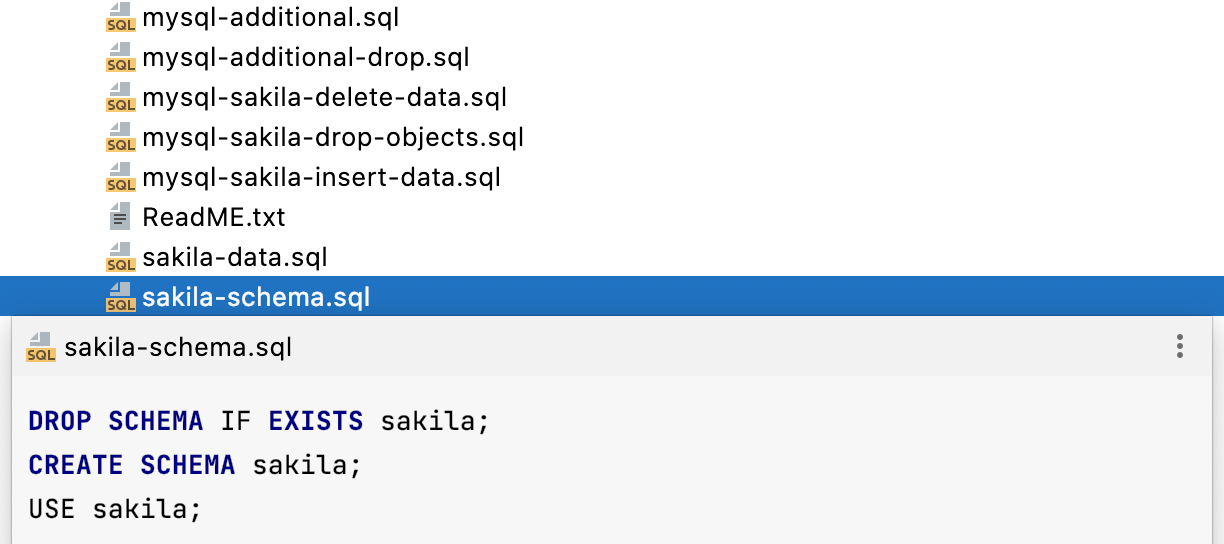 SQL mysql-additional.sql
SQL mysql-additional-drop.sql
SQL mysql-sakila-delete-data.sql
SQL mysql-sakila-drop-objects.sql
SQL mysql-sakila-insert-data.sql
ReadME.txt
SQL sakila-data.sql
SQL sakila-schema.sql
SQL sakila-schema.sql
DROP SCHEMA IF EXISTS sakila;
CREATE SCHEMA sakila;
USE sakila;